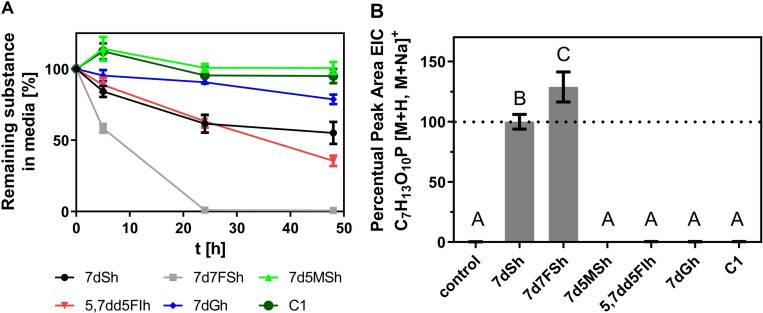 A
Remaining substance
in media [%]
100
50
0
0
10
20
30
40
50
t [h]
7dSh
7d7FSh
7d5MSh
5,7dd5FIh
7dGh
C1
B
Percentual Peak Area EIC
C₇H₁₃O₁₀P [M+H, M+Na]⁺
150
100
50
0
A
B
C
A
A
A
A
control
7dSh
7d7FSh
7d5MSh
5,7dd5FIh
7dGh
C1